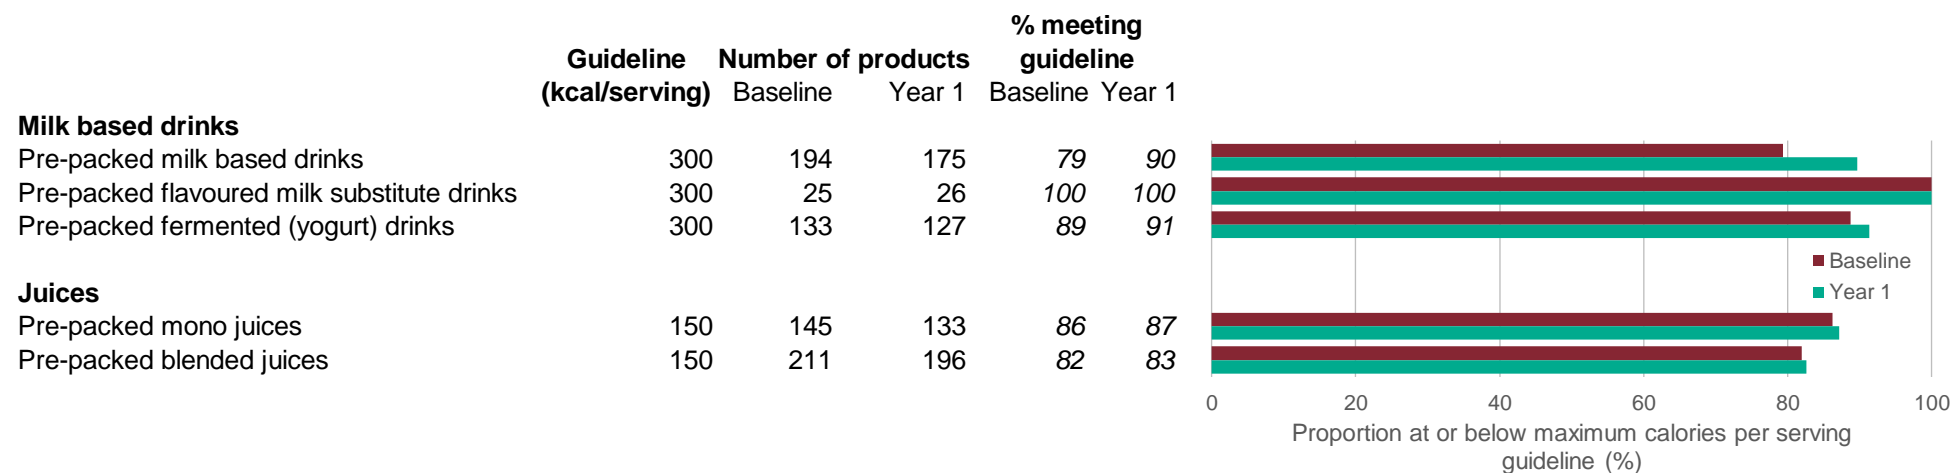 % meeting
Guideline Number of products guideline
(kcal/serving) Baseline Year 1 Baseline Year 1
Milk based drinks
Pre-packed milk based drinks 300 194 175 79 90
Pre-packed flavoured milk substitute drinks 300 25 26 100 100
Pre-packed fermented (yogurt) drinks 300 133 127 89 91
Baseline
Juices
Year 1
Pre-packed mono juices 150 145 133 86 87
Pre-packed blended juices 150 211 196 82 83
0 20 40 60 80 100
Proportion at or below maximum calories per serving
guideline (%)